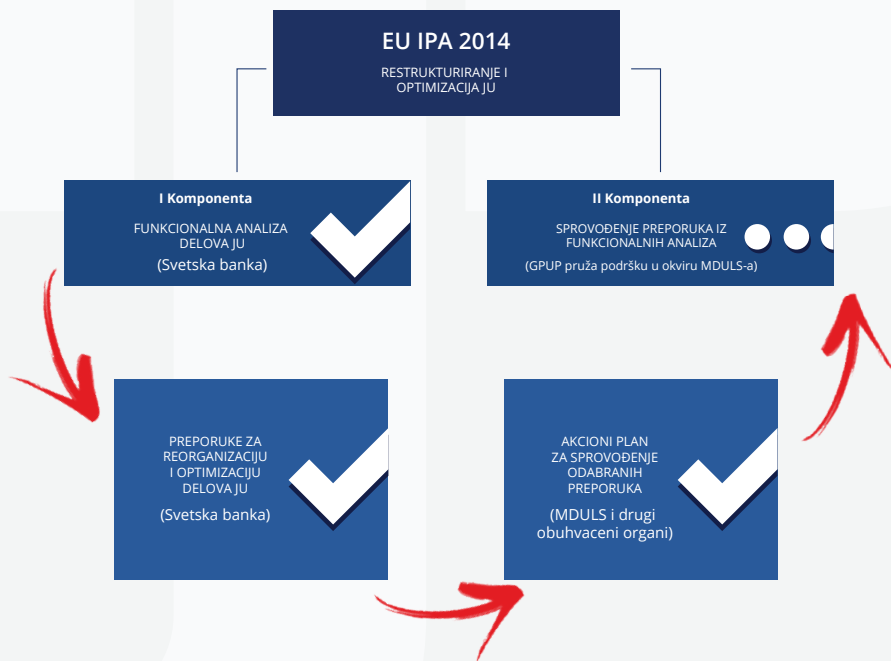 EU IPA 2014
RESTRUKTURIRANJE I
OPTIMIZACIJA JU
I Komponenta
FUNKCIONALNA ANALIZA
DELOVA JU
(Svetska banka)
II Komponenta
SPROVOĐENJE PREPORUKA IZ
FUNKCIONALNIH ANALIZA
(GPUP pruža podršku u okviru MDULS-a)
PREPORUKE ZA
REORGANIZACIJU
I OPTIMIZACIJU
DELOVA JU
(Svetska banka)
AKCIONI PLAN
ZA SPROVOĐENJE
ODABRANIH
PREPORUKA
(MDULS i drugi
obuhvaceni organi)